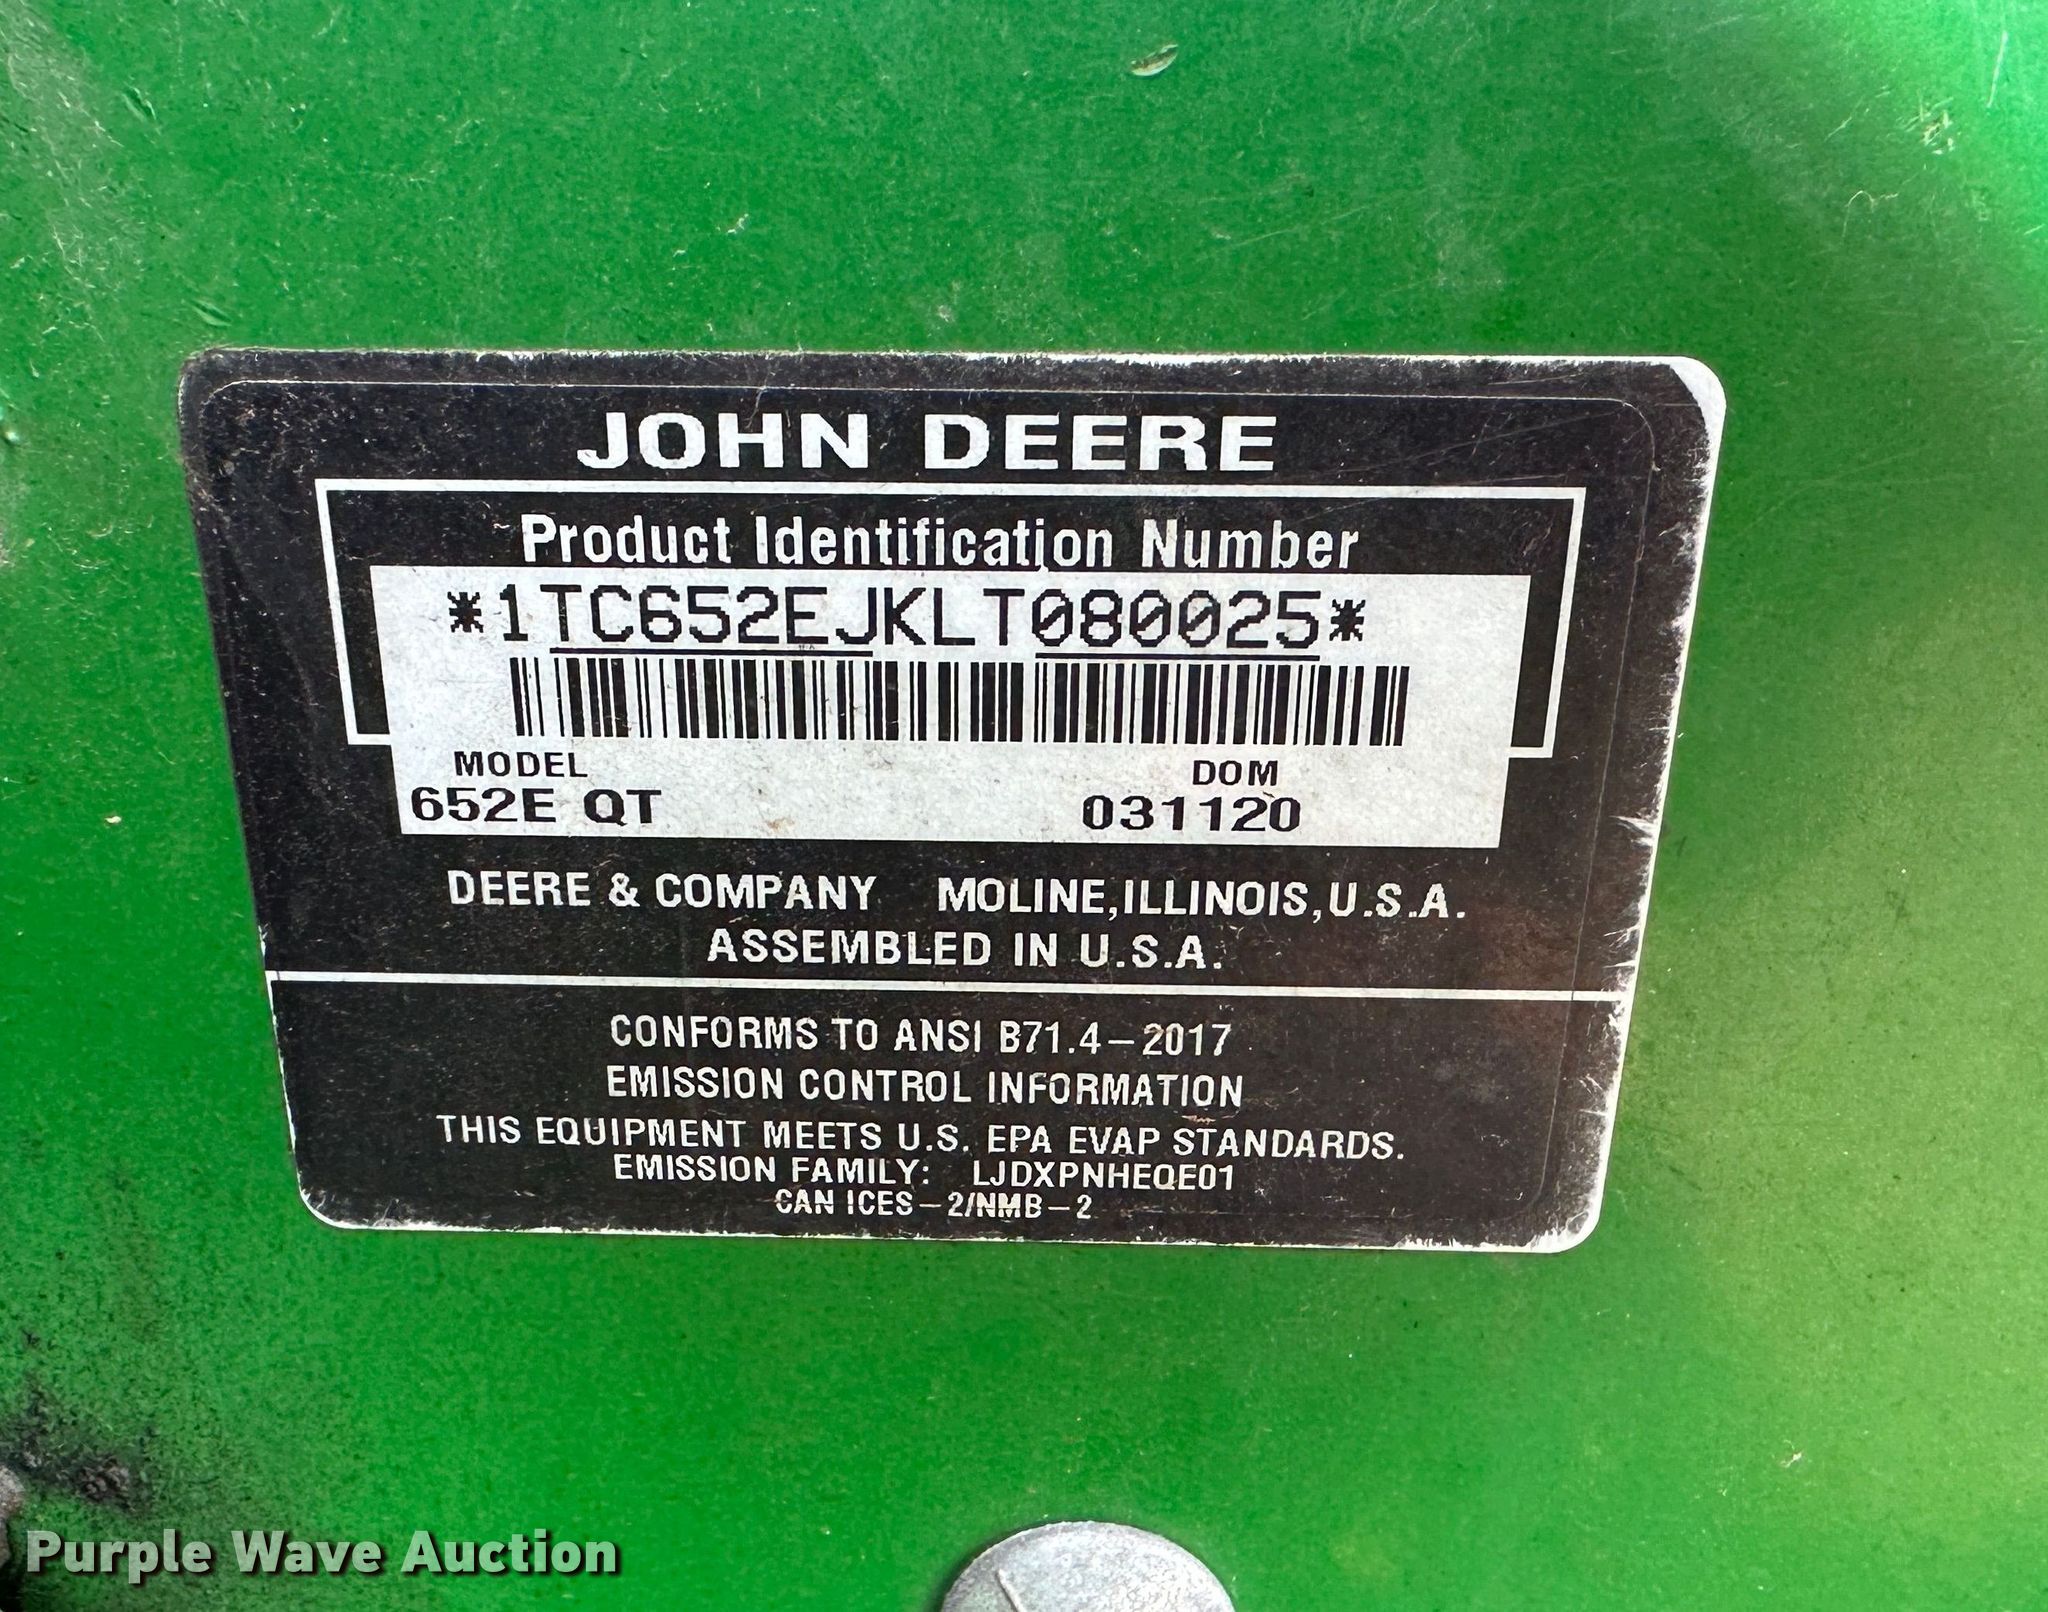 JOHN DEERE
Product Identification Number
*1TC652EJKLT080025*
MODEL DOM
652E QT 031120
DEERE & COMPANY MOLINE, ILLINOIS, U.S.A.
ASSEMBLED IN U.S.A.
CONFORMS TO ANSI B71.4-2017
EMISSION CONTROL INFORMATION
THIS EQUIPMENT MEETS U.S. EPA EVAP STANDARDS.
EMISSION FAMILY: LJDXPNHEQE01
CAN ICES-2/NMB-2
Purple Wave Auction